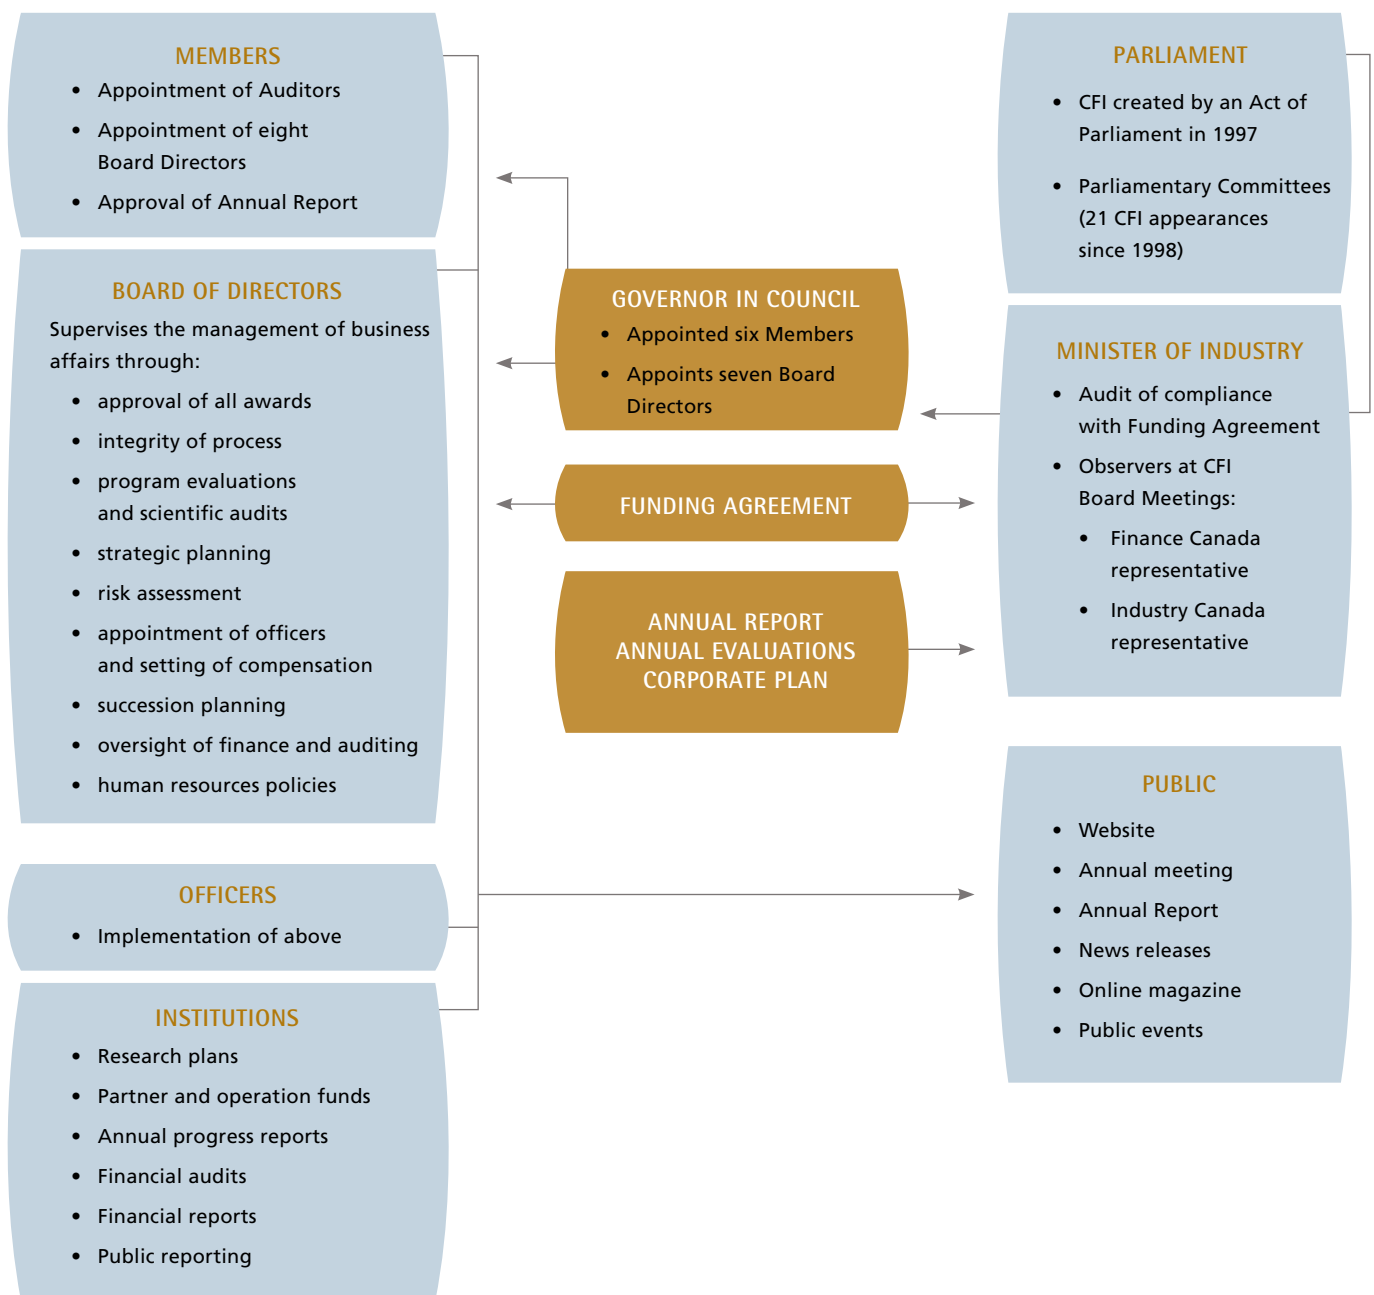 MEMBERS
• Appointment of Auditors
• Appointment of eight
Board Directors
• Approval of Annual Report
BOARD OF DIRECTORS
Supervises the management of business
affairs through:
• approval of all awards
• integrity of process
• program evaluations
and scientific audits
• strategic planning
• risk assessment
• appointment of officers
and setting of compensation
• succession planning
• oversight of finance and auditing
• human resources policies
OFFICERS
• Implementation of above
INSTITUTIONS
• Research plans
• Partner and operation funds
• Annual progress reports
• Financial audits
• Financial reports
• Public reporting
GOVERNOR IN COUNCIL
• Appointed six Members
• Appoints seven Board
Directors
FUNDING AGREEMENT
ANNUAL REPORT
ANNUAL EVALUATIONS
CORPORATE PLAN
PARLIAMENT
• CFI created by an Act of
Parliament in 1997
• Parliamentary Committees
(21 CFI appearances
since 1998)
MINISTER OF INDUSTRY
• Audit of compliance
with Funding Agreement
• Observers at CFI
Board Meetings:
• Finance Canada
representative
• Industry Canada
representative
PUBLIC
• Website
• Annual meeting
• Annual Report
• News releases
• Online magazine
• Public events